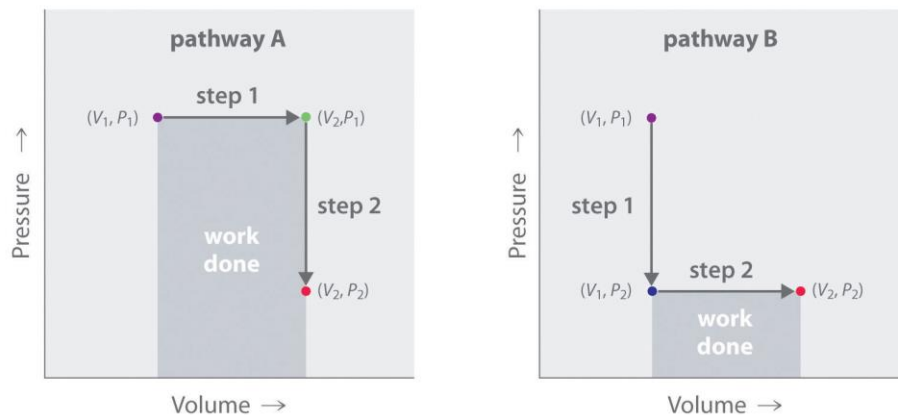 pathway A
step 1
(V₁, P₁)
(V₂,P₁)
step 2
work
done
(V₂, P₂)
Pressure →
Volume →
pathway B
(V₁, P₁)
step 1
step 2
(V₁, P₂)
(V₂, P₂)
work
done
Pressure →
Volume →